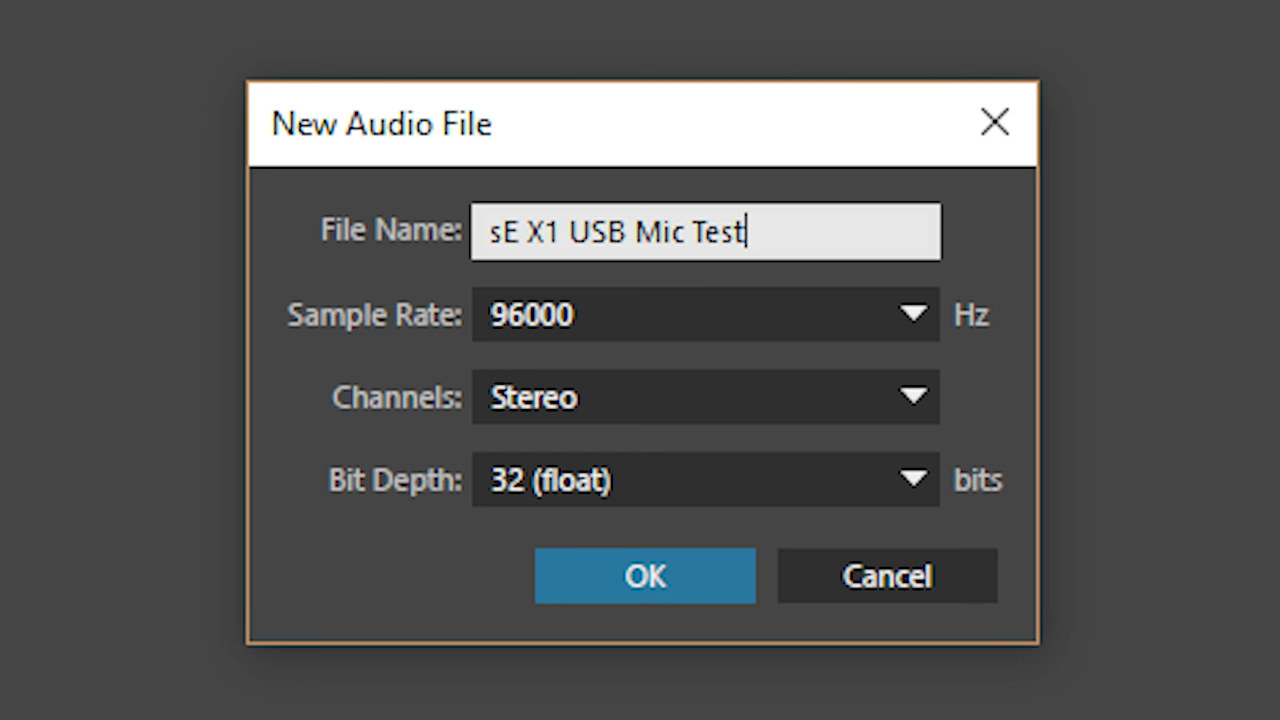 New Audio File
File Name: sE X1 USB Mic Test
Sample Rate: 96000 Hz
Channels: Stereo
Bit Depth: 32 (float) bits
OK Cancel